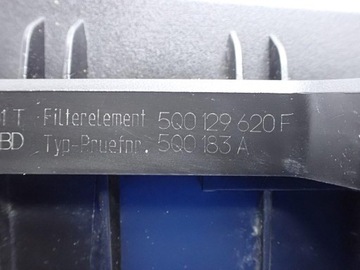 1 T Filterelement 5Q0 129 620 F
BD Typ-Pruefnr. 5Q0 183 A